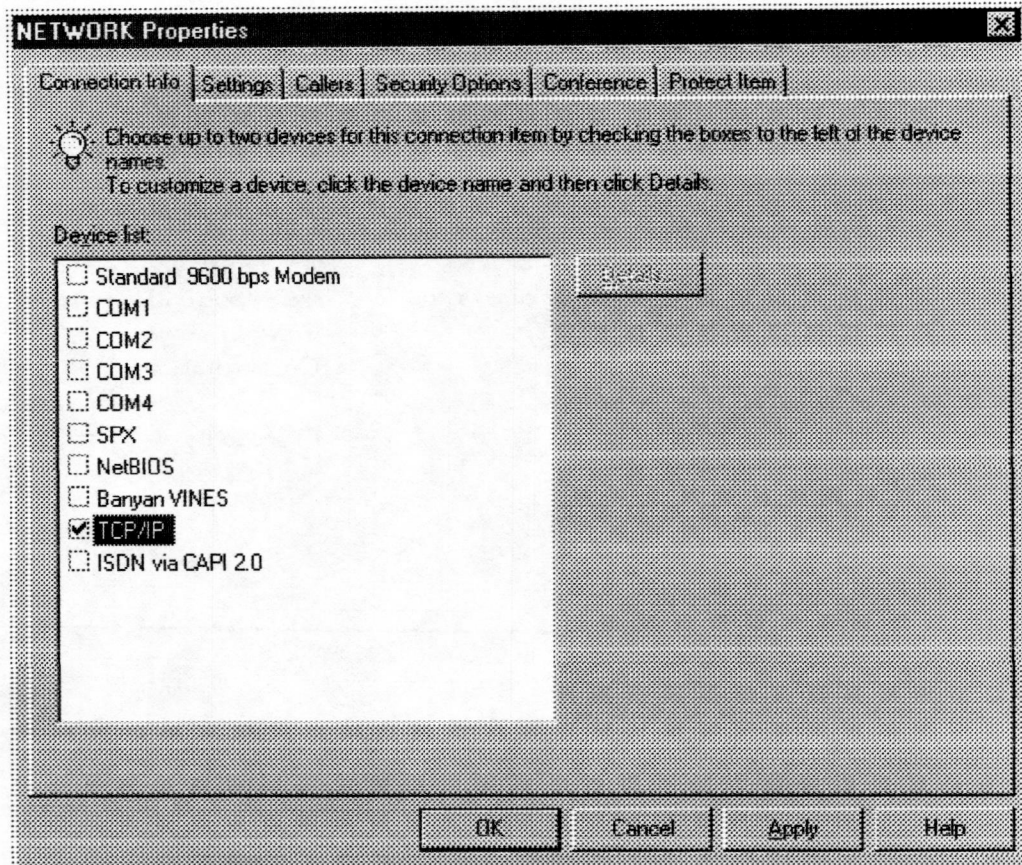 NETWORK Properties
Connection Info Settings Callers Security Options Conference Protect Item
Choose up to two devices for this connection item by checking the boxes to the left of the device
names.
To customize a device, click the device name and then click Details.
Device list:
Standard 9600 bps Modem
Details...
COM1
COM2
COM3
COM4
SPX
NetBIOS
Banyan VINES
TCP/IP
ISDN via CAPI 2.0
OK Cancel Apply Help